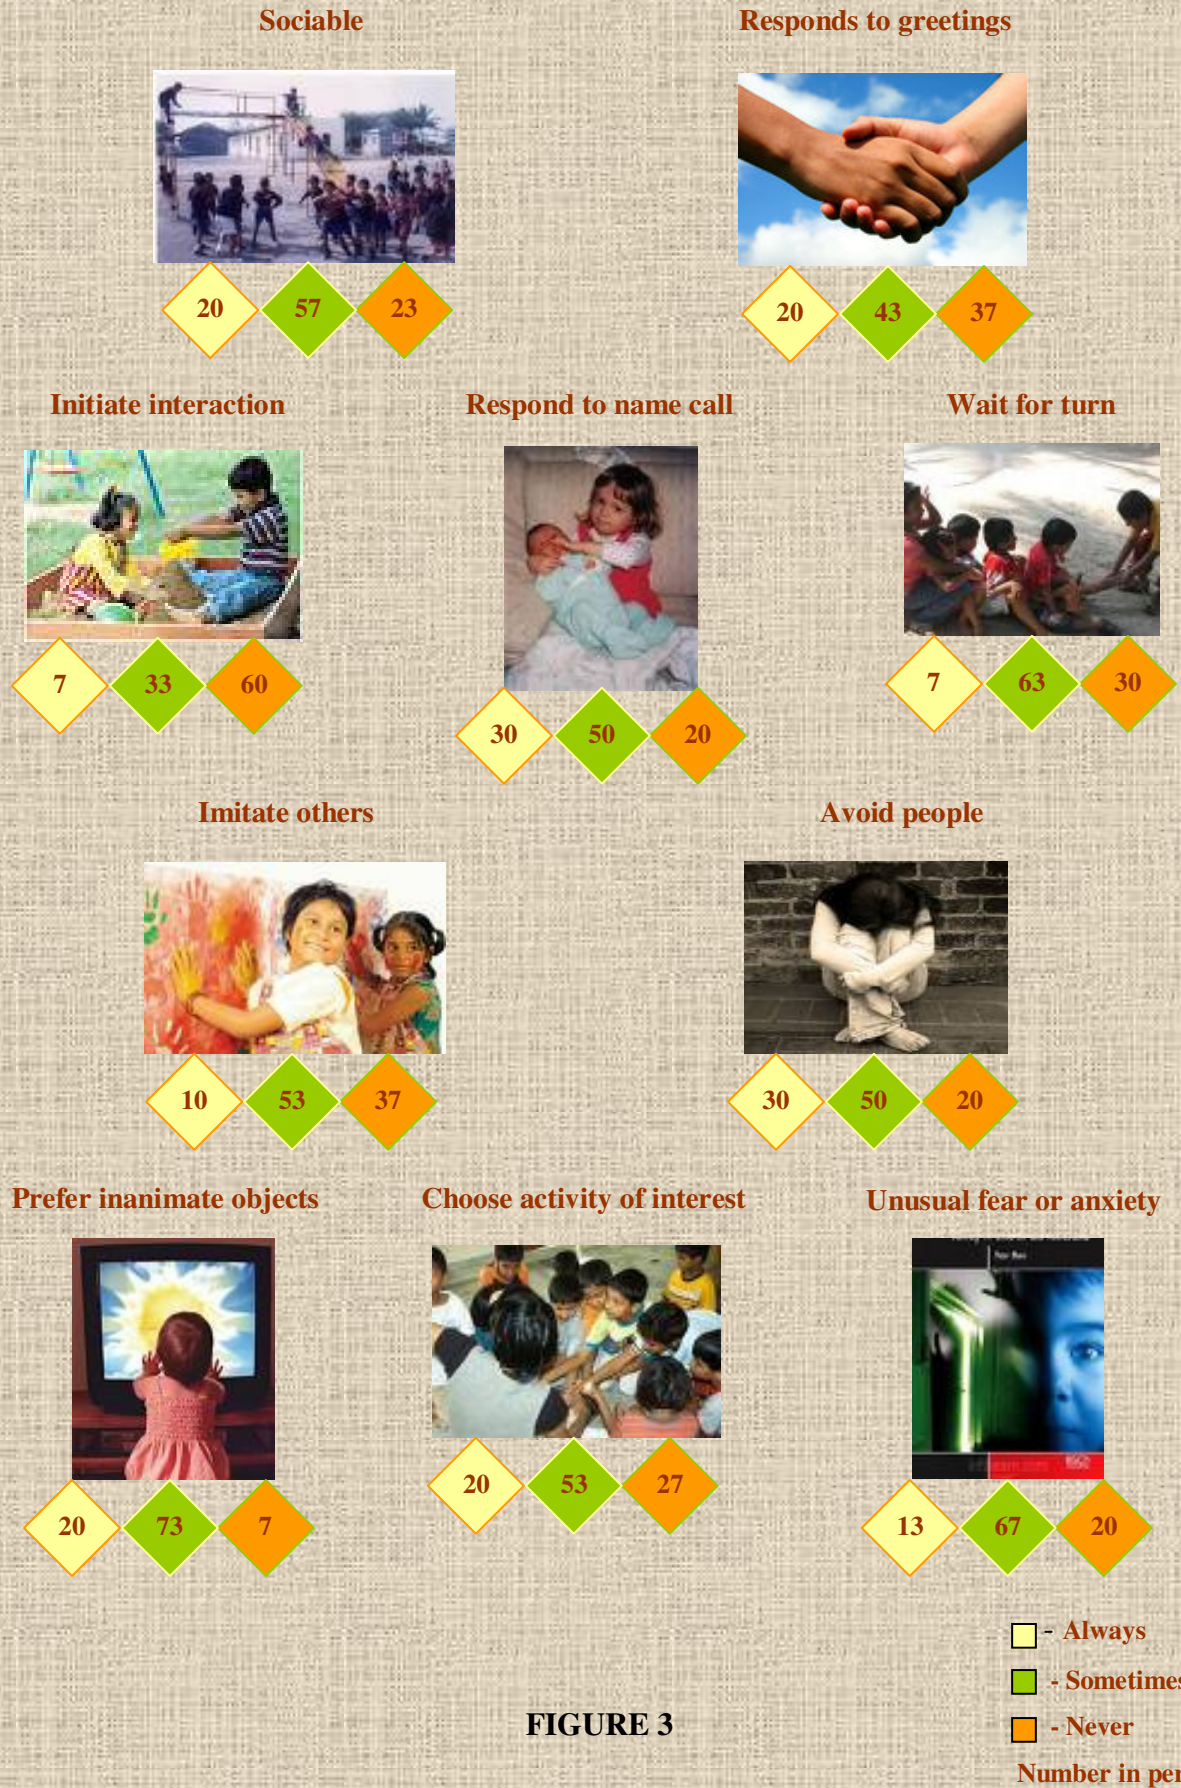 Sociable
Responds to greetings
20 57 23
20 43 37
Initiate interaction
Respond to name call
Wait for turn
7 33 60
30 50 20
7 63 30
Imitate others
Avoid people
10 53 37
30 50 20
Prefer inanimate objects
Choose activity of interest
Unusual fear or anxiety
20 73 7
20 53 27
13 67 20
- Always
- Sometimes
- Never
FIGURE 3
Number in per